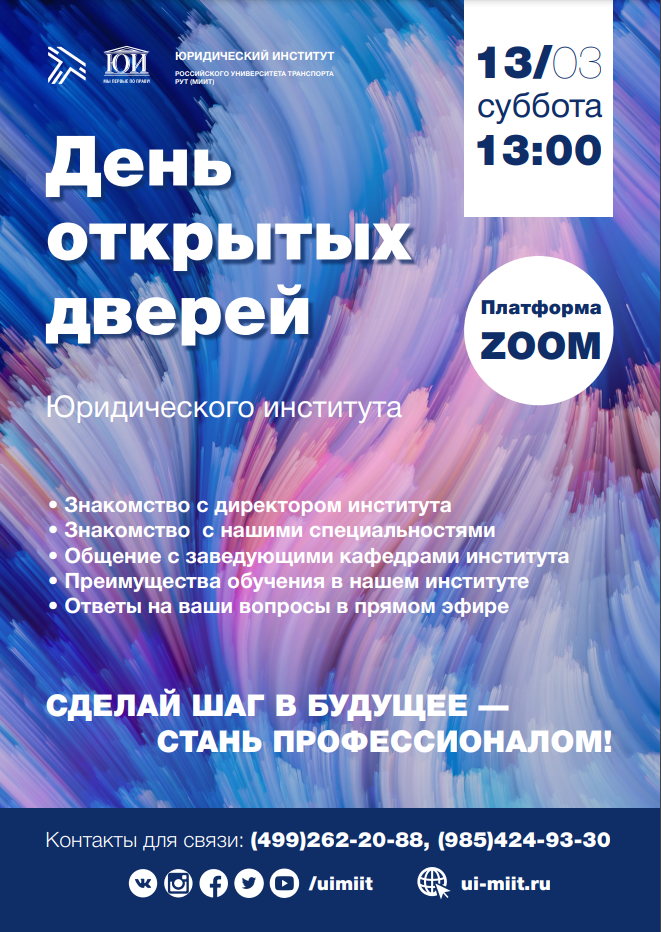 ЮИ
МЫ ПЕРВЫЕ ПО ПРАВУ
ЮРИДИЧЕСКИЙ ИНСТИТУТ
РОССИЙСКОГО УНИВЕРСИТЕТА ТРАНСПОРТА
РУТ (МИИТ)
13/03
суббота
13:00
День
открытых
дверей
Платформа
ZOOM
Юридического института
• Знакомство с директором института
• Знакомство с нашими специальностями
• Общение с заведующими кафедрами института
• Преимущества обучения в нашем институте
• Ответы на ваши вопросы в прямом эфире
СДЕЛАЙ ШАГ В БУДУЩЕЕ —
СТАНЬ ПРОФЕССИОНАЛОМ!
Контакты для связи: (499)262-20-88, (985)424-93-30
/uimiit ui-miit.ru